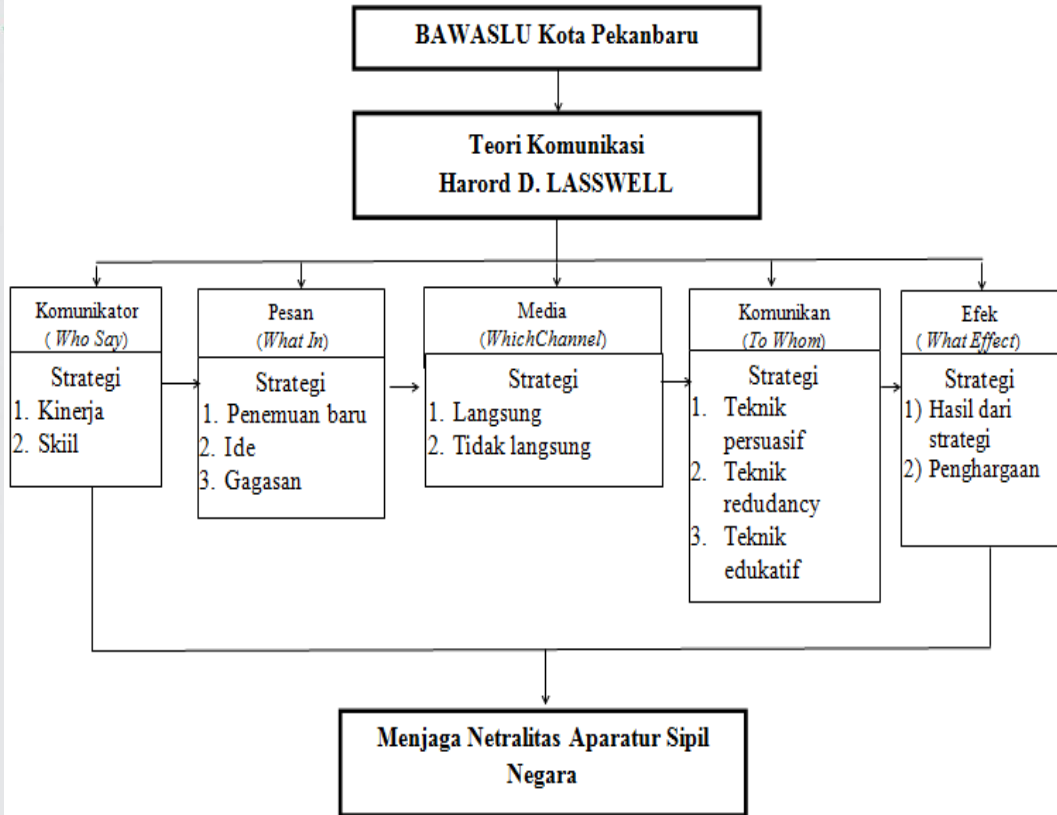 BAWASLU Kota Pekanbaru
Teori Komunikasi
Harord D. LASSWELL
Komunikator
( Who Say)
Strategi
1. Kinerja
2. Skiil
Pesan
(What In)
Strategi
1. Penemuan baru
2. Ide
3. Gagasan
Media
(WhichChannel)
Strategi
1. Langsung
2. Tidak langsung
Komunikan
(To Whom)
Strategi
1. Teknik
persuasif
2. Teknik
redudancy
3. Teknik
edukatif
Efek
( What Effect)
Strategi
1) Hasil dari
strategi
2) Penghargaan
Menjaga Netralitas Aparatur Sipil
Negara